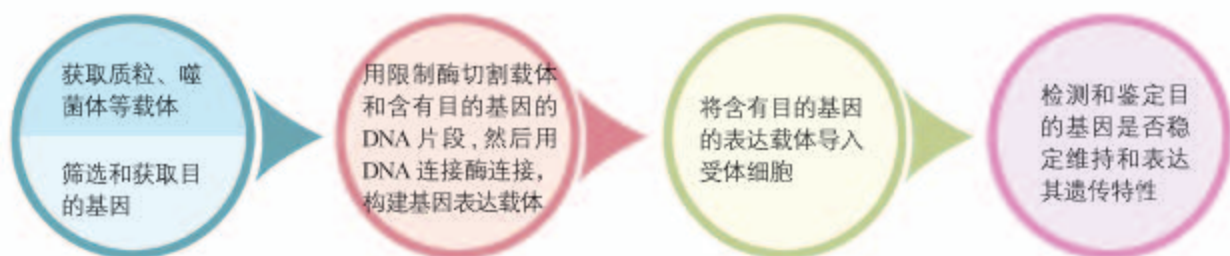 获取质粒、噬
菌体等载体
筛选和获取目
的基因
用限制酶切割载体
和含有目的基因的
DNA 片段,然后用
DNA 连接酶连接,
构建基因表达载体
将含有目的基因
的表达载体导入
受体细胞
检测和鉴定目
的基因是否稳
定维持和表达
其遗传特性